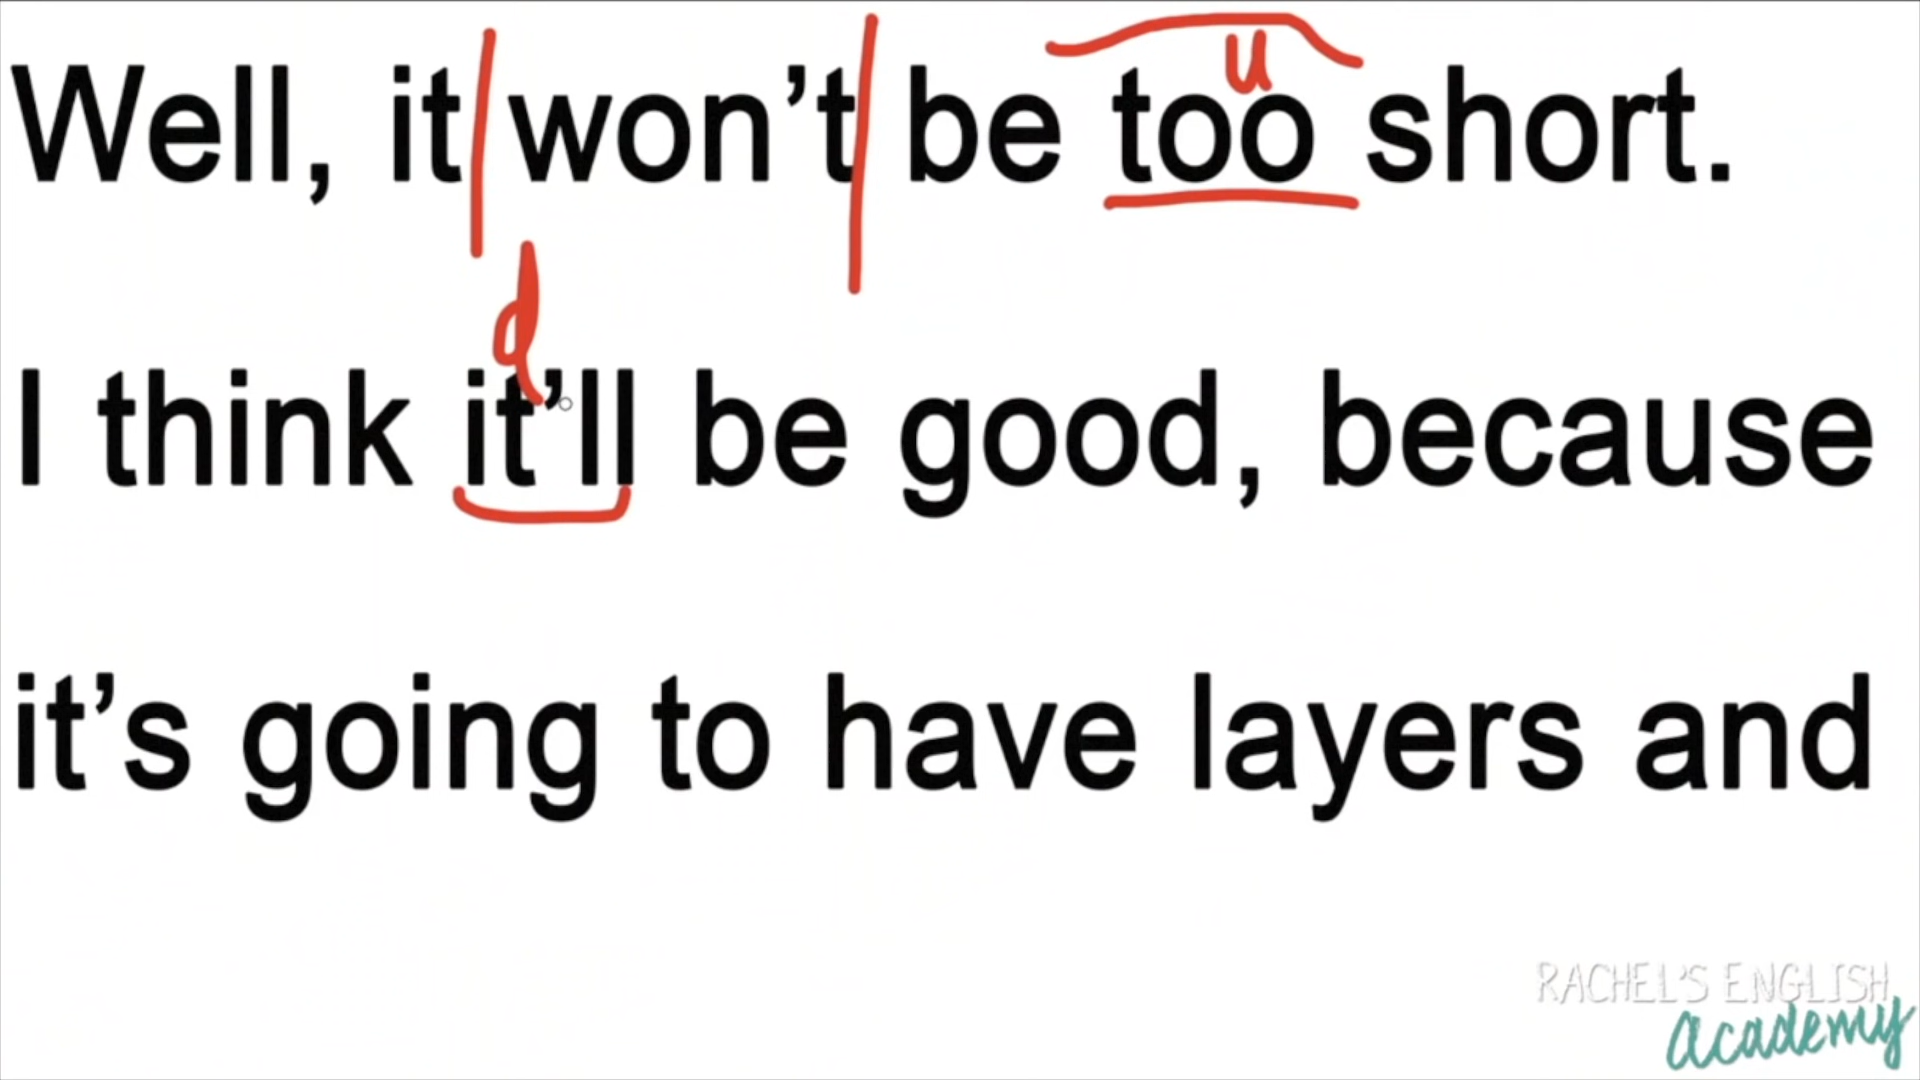 u
Well, it won’t be too short.
d
I think it’ll be good, because
it’s going to have layers and
RACHEL'S ENGLISH
academy